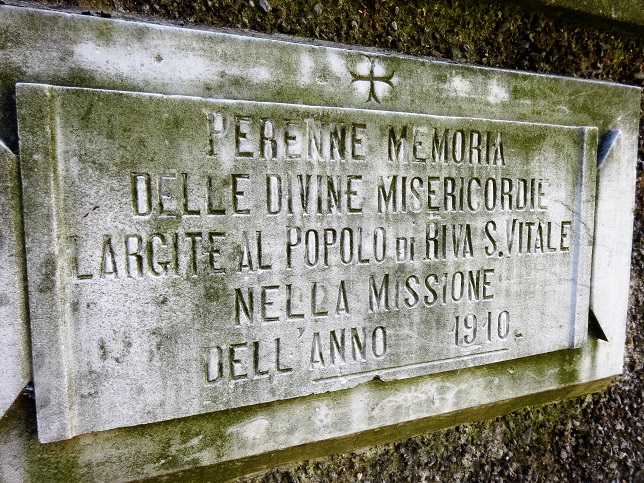 PERENNE MEMORIA
DELLE DIVINE MISERICORDIE
LARGITE AL POPOLO DI RIVA S. VITALE
NELLA MISSIONE
DELL'ANNO 1910